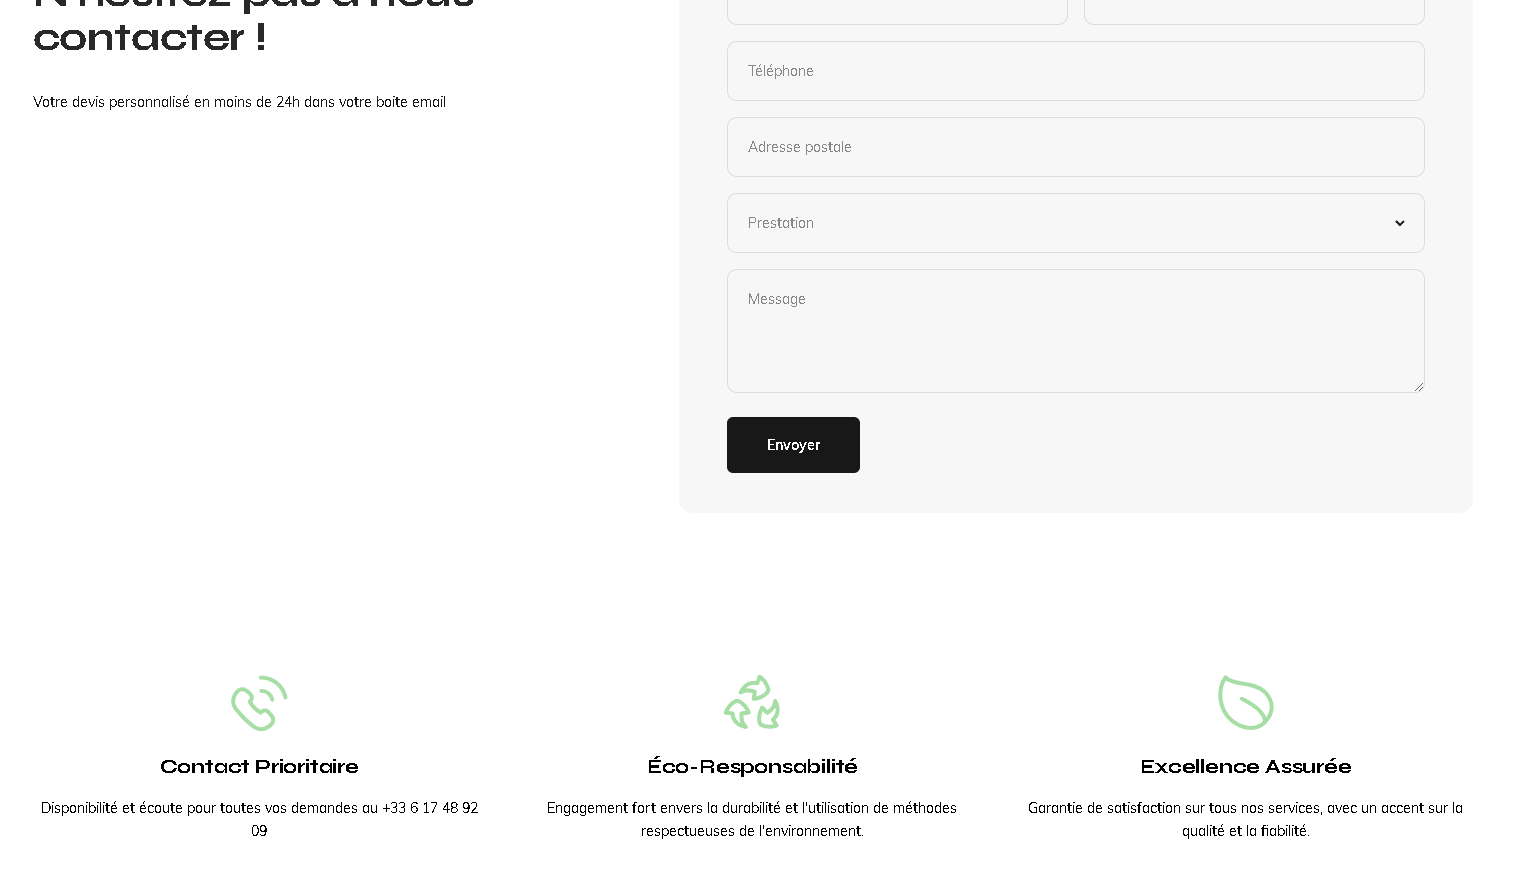 N'hésitez pas à nous
contacter !
Votre devis personnalisé en moins de 24h dans votre boite email
Téléphone
Adresse postale
Prestation
Message
Envoyer
Contact Prioritaire
Disponibilité et écoute pour toutes vos demandes au +33 6 17 48 92
09
Éco-Responsabilité
Engagement fort envers la durabilité et l'utilisation de méthodes
respectueuses de l'environnement.
Excellence Assurée
Garantie de satisfaction sur tous nos services, avec un accent sur la
qualité et la fiabilité.